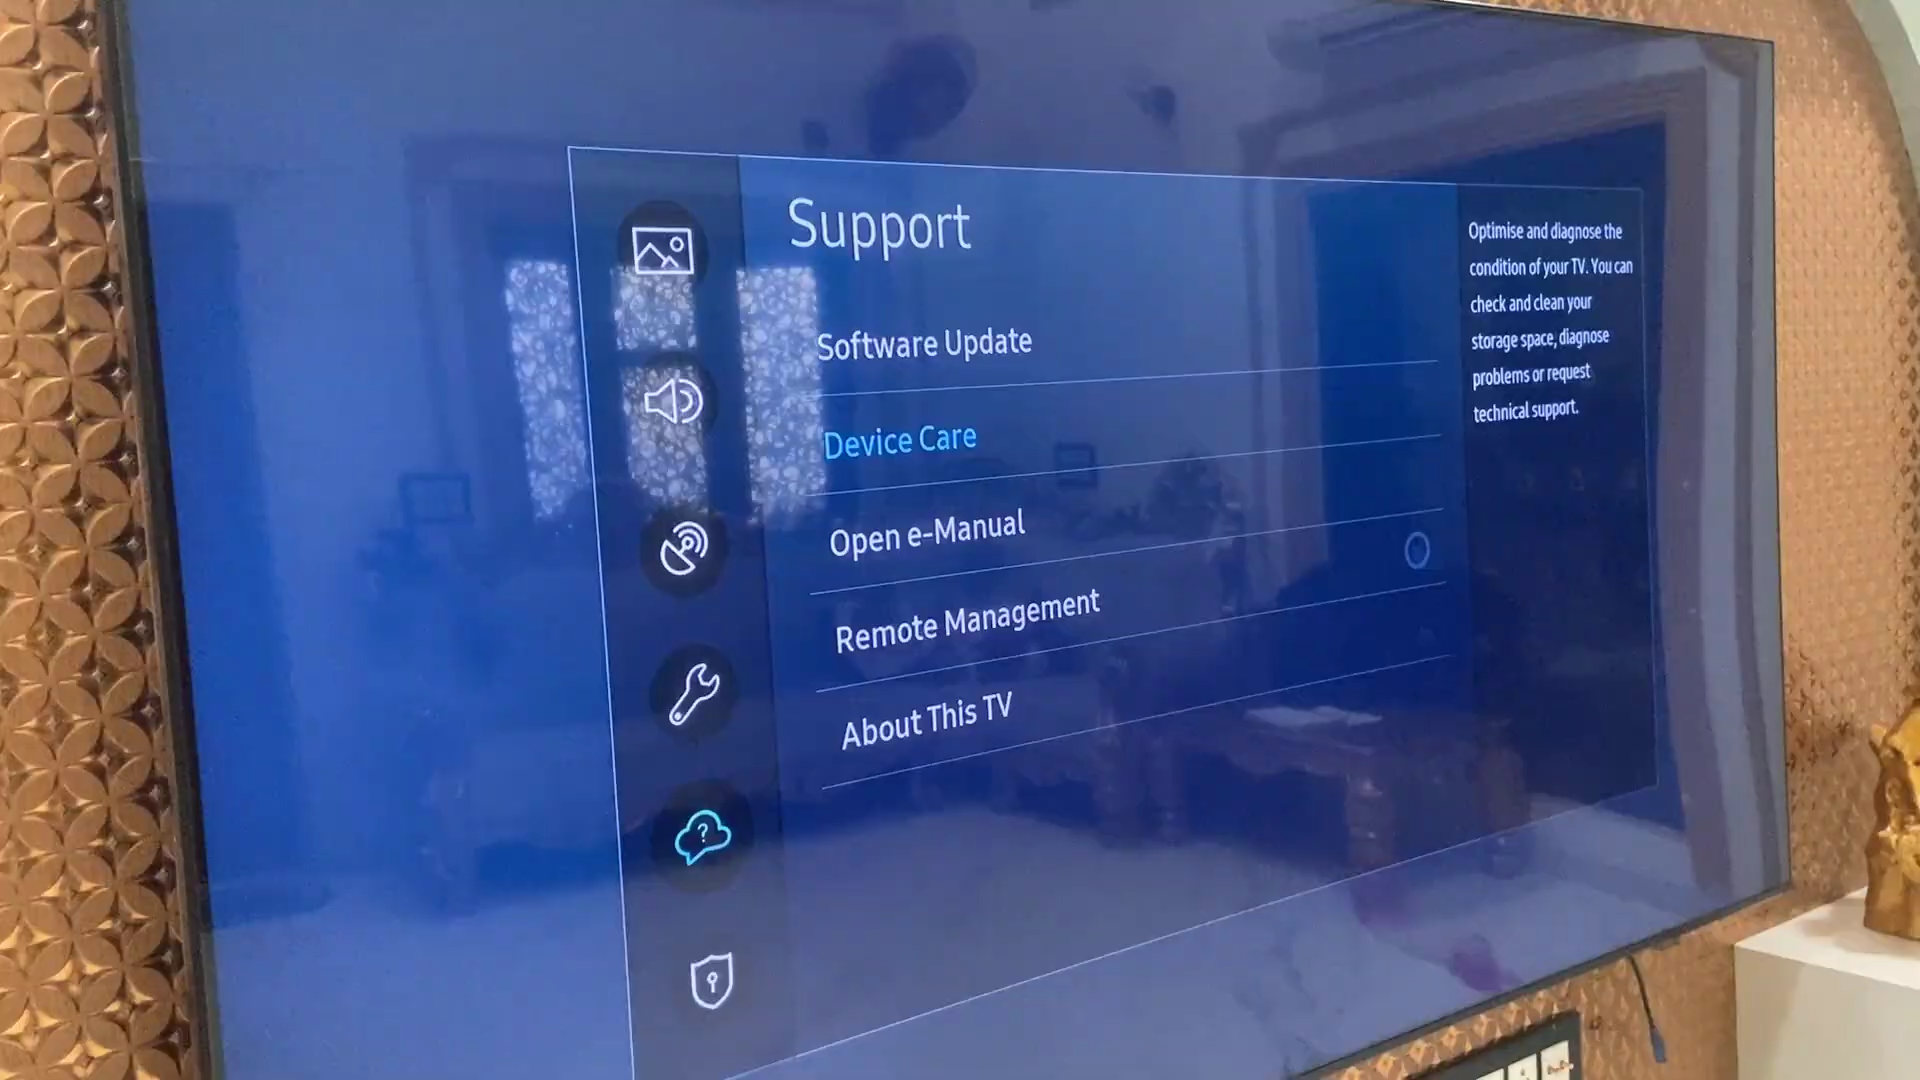 Support
Software Update
Device Care
Open e-Manual
Remote Management
About This TV
Optimise and diagnose the
condition of your TV. You can
check and clean your
storage space, diagnose
problems or request
technical support.
?